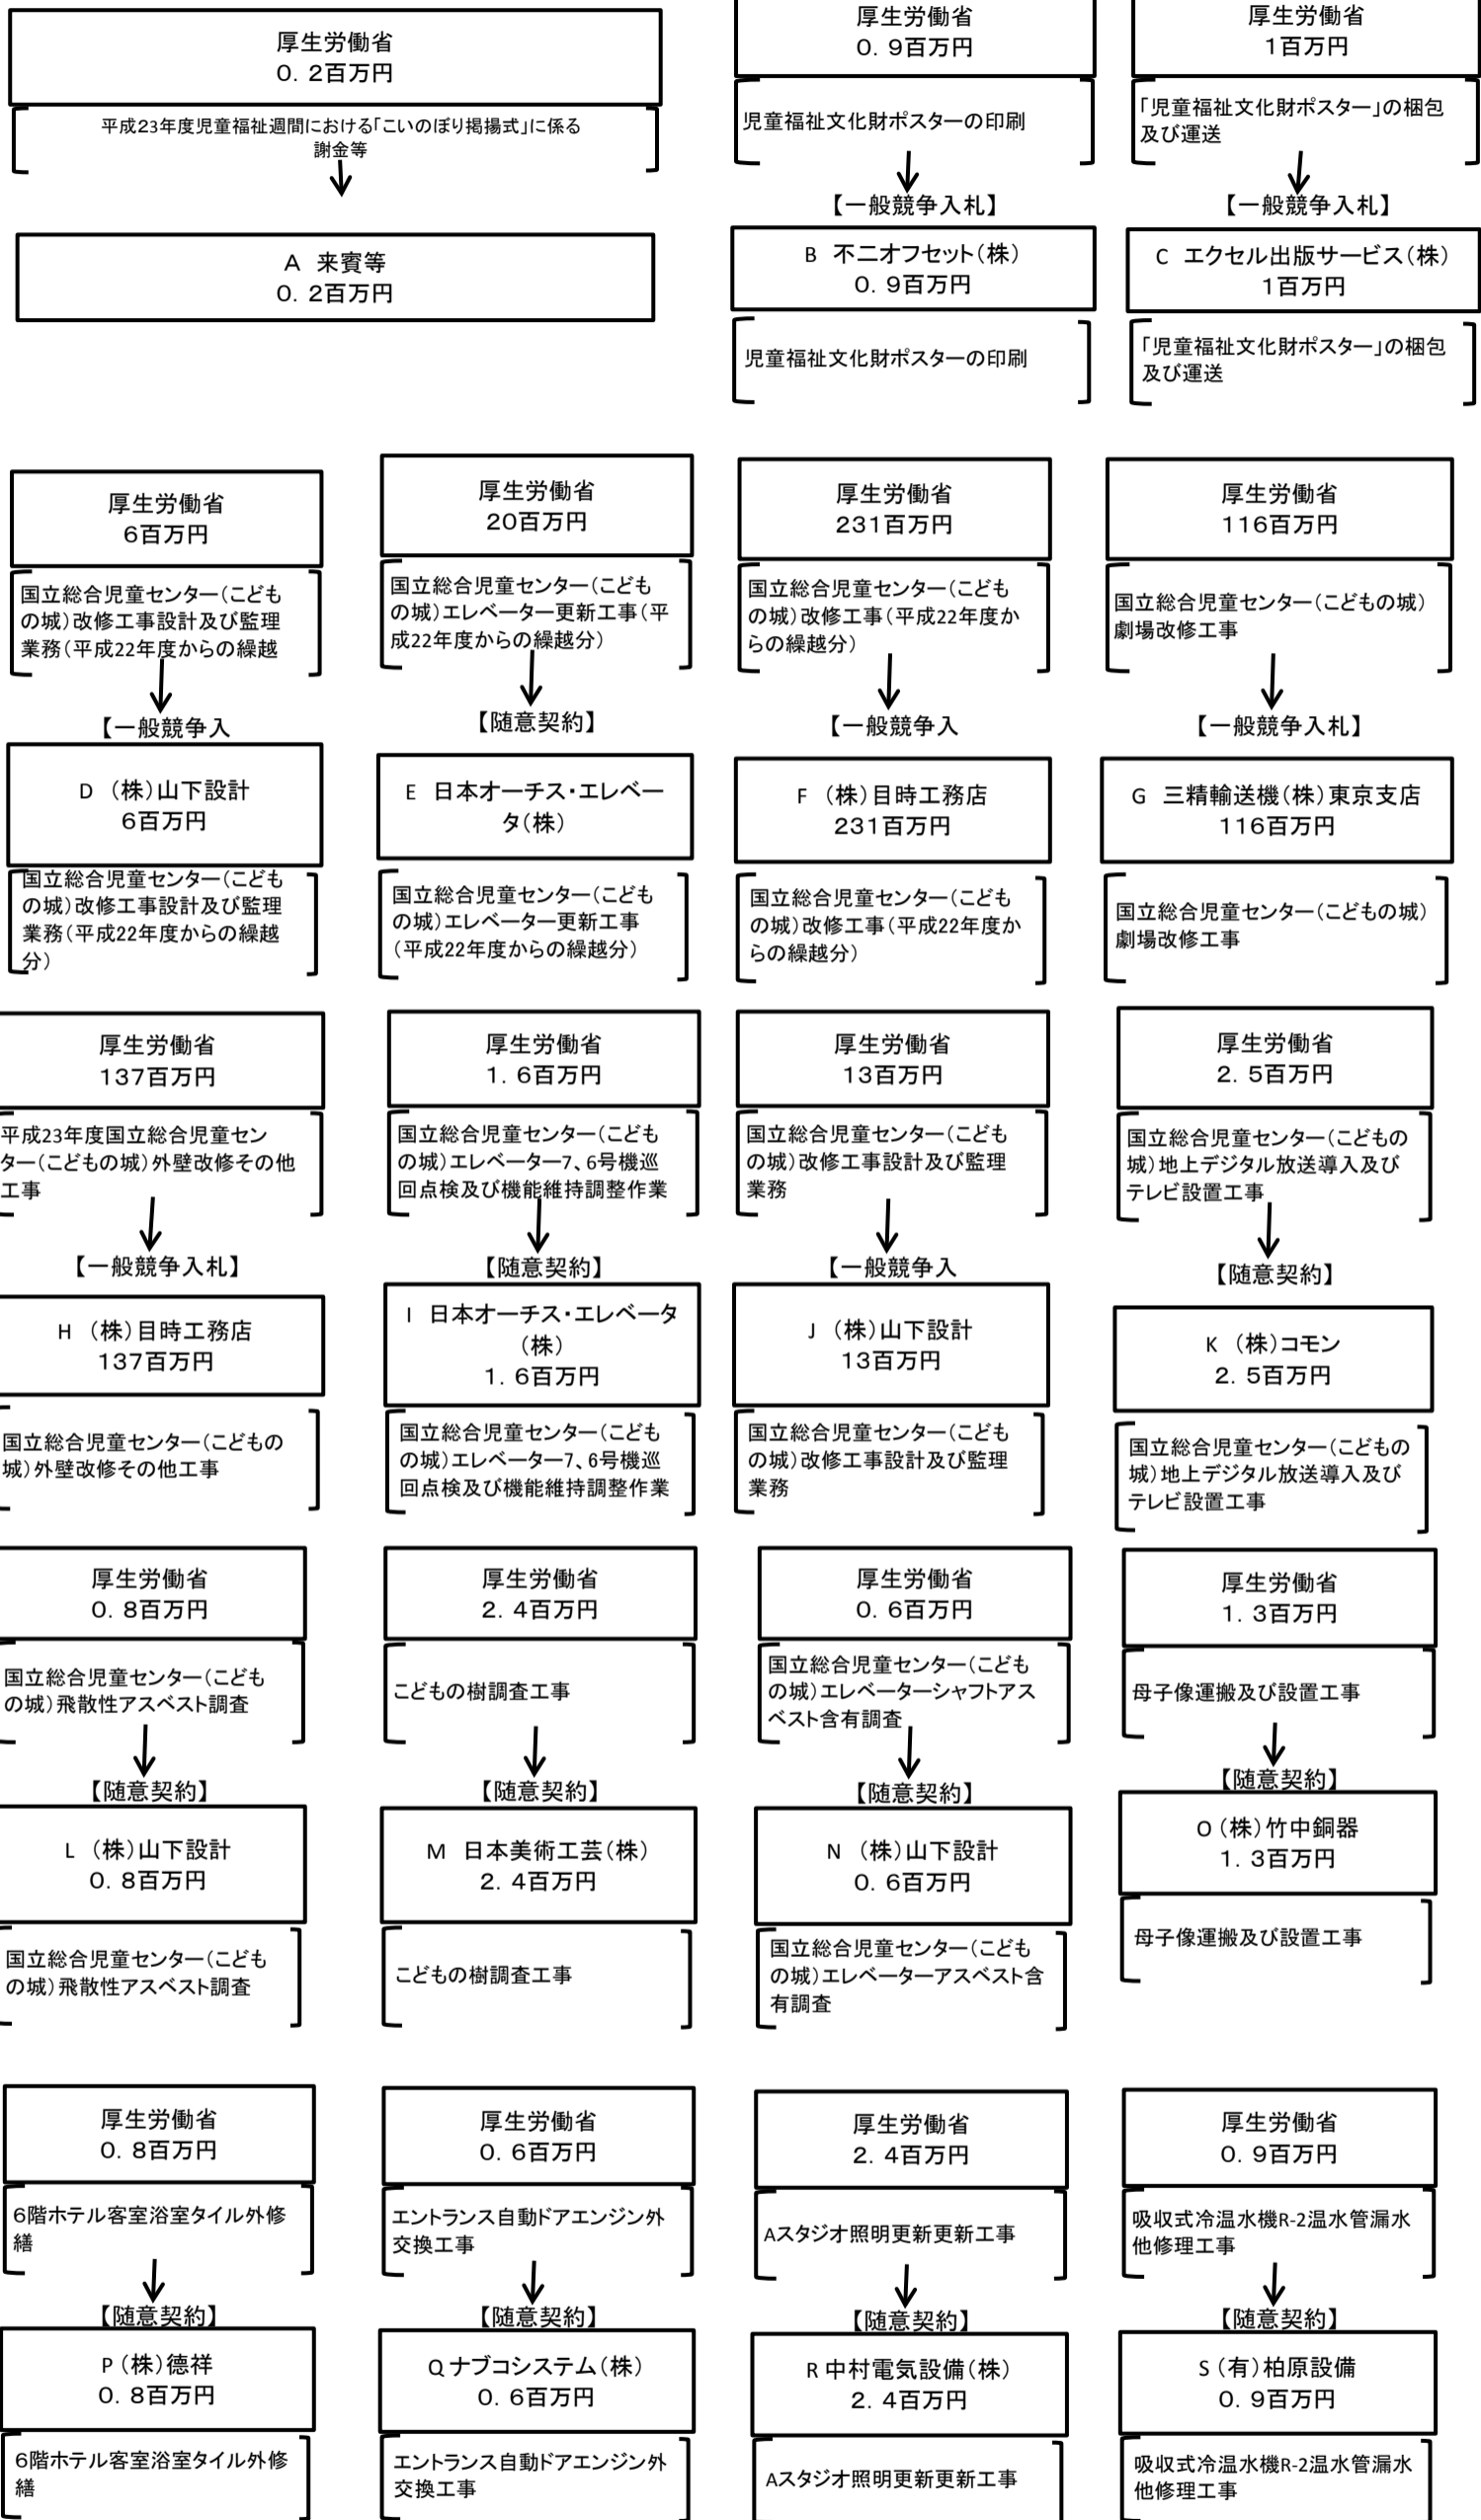 厚生労働省
0．2百万円
平成23年度児童福祉週間における「こいのぼり掲揚式」に係る
謝金等
A　来賓等
0．2百万円
厚生労働省
0．9百万円
児童福祉文化財ポスターの印刷
【一般競争入札】
B　不二オフセット（株）
0．9百万円
児童福祉文化財ポスターの印刷
厚生労働省
1百万円
「児童福祉文化財ポスター」の梱包
及び運送
【一般競争入札】
C　エクセル出版サービス（株）
1百万円
「児童福祉文化財ポスター」の梱包
及び運送
厚生労働省
6百万円
国立総合児童センター（こども
の城）改修工事設計及び監理
業務（平成22年度からの繰越
【一般競争入
D　（株）山下設計
6百万円
国立総合児童センター（こども
の城）改修工事設計及び監理
業務（平成22年度からの繰越
分）
厚生労働省
20百万円
国立総合児童センター（こども
の城）エレベーター更新工事（平
成22年度からの繰越分）
【随意契約】
E　日本オーチス・エレベー
タ（株）
国立総合児童センター（こども
の城）エレベーター更新工事
（平成22年度からの繰越分）
厚生労働省
231百万円
国立総合児童センター（こども
の城）改修工事（平成22年度か
らの繰越分）
【一般競争入
F　（株）目時工務店
231百万円
国立総合児童センター（こども
の城）改修工事（平成22年度か
らの繰越分）
厚生労働省
116百万円
国立総合児童センター（こどもの城）
劇場改修工事
【一般競争入札】
G　三精輸送機（株）東京支店
116百万円
国立総合児童センター（こどもの城）
劇場改修工事
厚生労働省
137百万円
平成23年度国立総合児童セン
ター（こどもの城）外壁改修その他
工事
【一般競争入札】
H　（株）目時工務店
137百万円
国立総合児童センター（こどもの
城）外壁改修その他工事
厚生労働省
1．6百万円
国立総合児童センター（こども
の城）エレベーター7、6号機巡
回点検及び機能維持調整作業
【随意契約】
I　日本オーチス・エレベータ
（株）
1．6百万円
国立総合児童センター（こども
の城）エレベーター7、6号機巡
回点検及び機能維持調整作業
厚生労働省
13百万円
国立総合児童センター（こども
の城）改修工事設計及び監理
業務
【一般競争入
J　（株）山下設計
13百万円
国立総合児童センター（こども
の城）改修工事設計及び監理
業務
厚生労働省
2．5百万円
国立総合児童センター（こどもの
城）地上デジタル放送導入及び
テレビ設置工事
【随意契約】
K　（株）コモン
2．5百万円
国立総合児童センター（こどもの
城）地上デジタル放送導入及び
テレビ設置工事
厚生労働省
0．8百万円
国立総合児童センター（こども
の城）飛散性アスベスト調査
【随意契約】
L　（株）山下設計
0．8百万円
国立総合児童センター（こども
の城）飛散性アスベスト調査
厚生労働省
2．4百万円
こどもの樹調査工事
【随意契約】
M　日本美術工芸（株）
2．4百万円
こどもの樹調査工事
厚生労働省
0．6百万円
国立総合児童センター（こども
の城）エレベーターシャフトアス
ベスト含有調査
【随意契約】
N　（株）山下設計
0．6百万円
国立総合児童センター（こども
の城）エレベーターアスベスト含
有調査
厚生労働省
1．3百万円
母子像運搬及び設置工事
【随意契約】
O（株）竹中銅器
1．3百万円
母子像運搬及び設置工事
厚生労働省
0．8百万円
6階ホテル客室浴室タイル外修
繕
【随意契約】
P（株）德祥
0．8百万円
6階ホテル客室浴室タイル外修
繕
厚生労働省
0．6百万円
エントランス自動ドアエンジン外
交換工事
【随意契約】
Q ナブコシステム（株）
0．6百万円
エントランス自動ドアエンジン外
交換工事
厚生労働省
2．4百万円
Aスタジオ照明更新更新工事
【随意契約】
R 中村電気設備（株）
2．4百万円
Aスタジオ照明更新更新工事
厚生労働省
0．9百万円
吸収式冷温水機R-2温水管漏水
他修理工事
【随意契約】
S（有）柏原設備
0．9百万円
吸収式冷温水機R-2温水管漏水
他修理工事